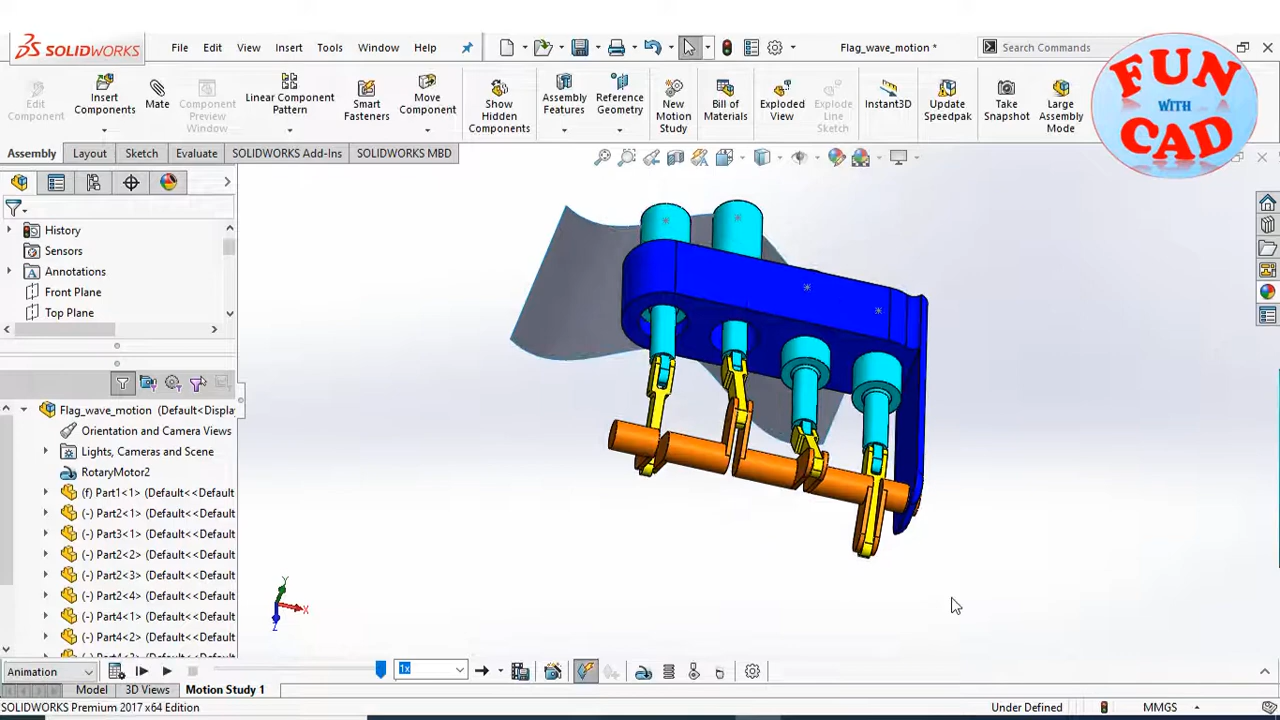 SOLIDWORKS
File Edit View Insert Tools Window Help
Flag_wave_motion *
Search Commands
FUN
WITH
CAD
Edit Component
Insert Components
Mate
Component Preview Window
Linear Component Pattern
Smart Fasteners
Move Component
Show Hidden Components
Assembly Features
Reference Geometry
New Motion Study
Bill of Materials
Exploded View
Explode Line Sketch
Instant3D
Update Speedpak
Take Snapshot
Large Assembly Mode
Assembly Layout Sketch Evaluate SOLIDWORKS Add-Ins SOLIDWORKS MBD
History
Sensors
Annotations
Front Plane
Top Plane
Flag_wave_motion (Default<Display
Orientation and Camera Views
Lights, Cameras and Scene
RotaryMotor2
(f) Part1<1> (Default<<Default
(-) Part2<1> (Default<<Default
(-) Part3<1> (Default<<Default
(-) Part2<2> (Default<<Default
(-) Part2<3> (Default<<Default
(-) Part2<4> (Default<<Default
(-) Part4<1> (Default<<Default
(-) Part4<2> (Default<<Default
Y
X
Z
Animation
1x
Model 3D Views Motion Study 1
SOLIDWORKS Premium 2017 x64 Edition
Under Defined
MMGS